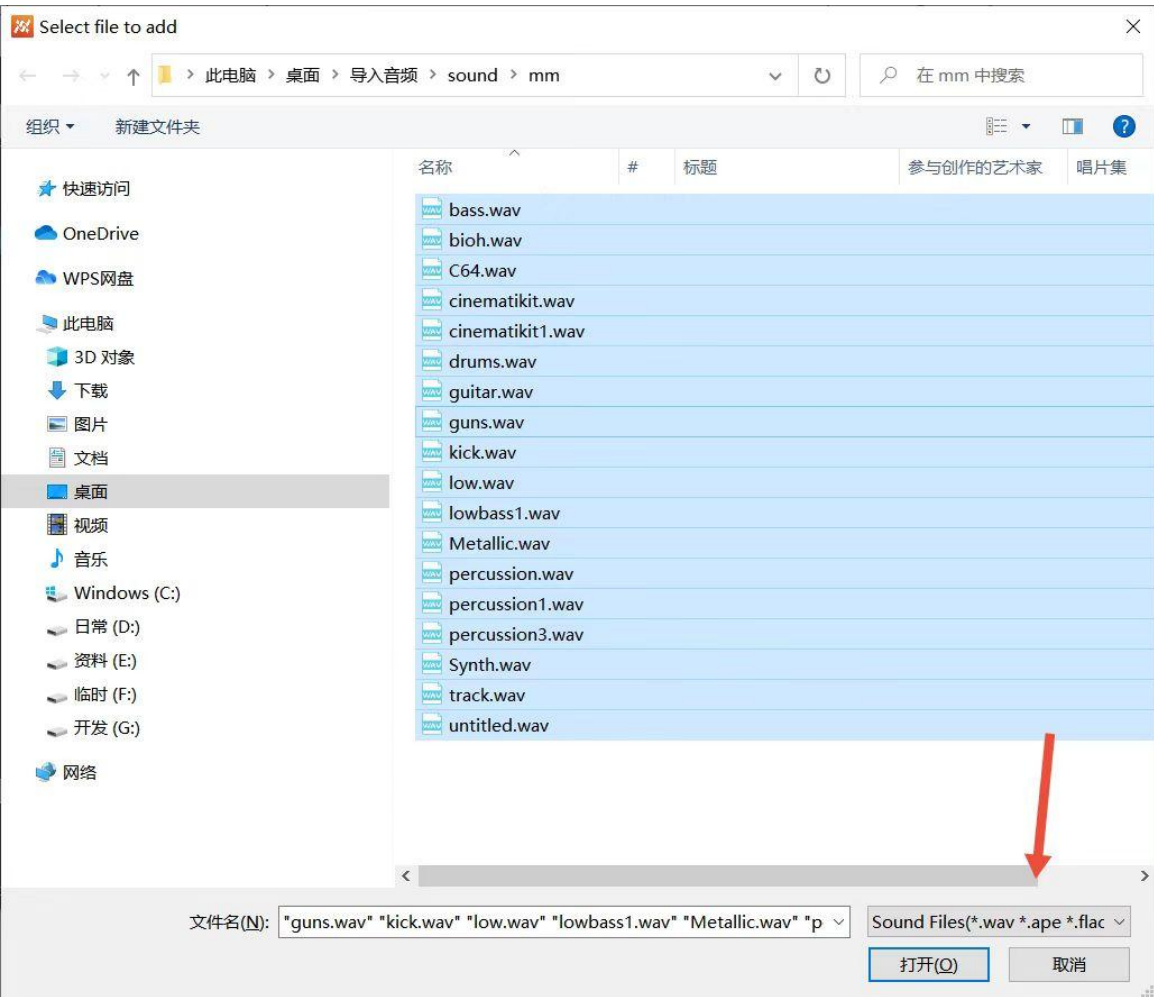 Select file to add
此电脑 > 桌面 > 导入音频 > sound > mm
在 mm 中搜索
组织
新建文件夹
名称 # 标题 参与创作的艺术家 唱片集
快速访问
OneDrive
WPS网盘
此电脑
3D 对象
下载
图片
文档
桌面
视频
音乐
Windows (C:)
日常 (D:)
资料 (E:)
临时 (F:)
开发 (G:)
网络
bass.wav
bioh.wav
C64.wav
cinematikit.wav
cinematikit1.wav
drums.wav
guitar.wav
guns.wav
kick.wav
low.wav
lowbass1.wav
Metallic.wav
percussion.wav
percussion1.wav
percussion3.wav
Synth.wav
track.wav
untitled.wav
文件名(N): "guns.wav" "kick.wav" "low.wav" "lowbass1.wav" "Metallic.wav" "p
Sound Files(*.wav *.ape *.flac
打开(O) 取消